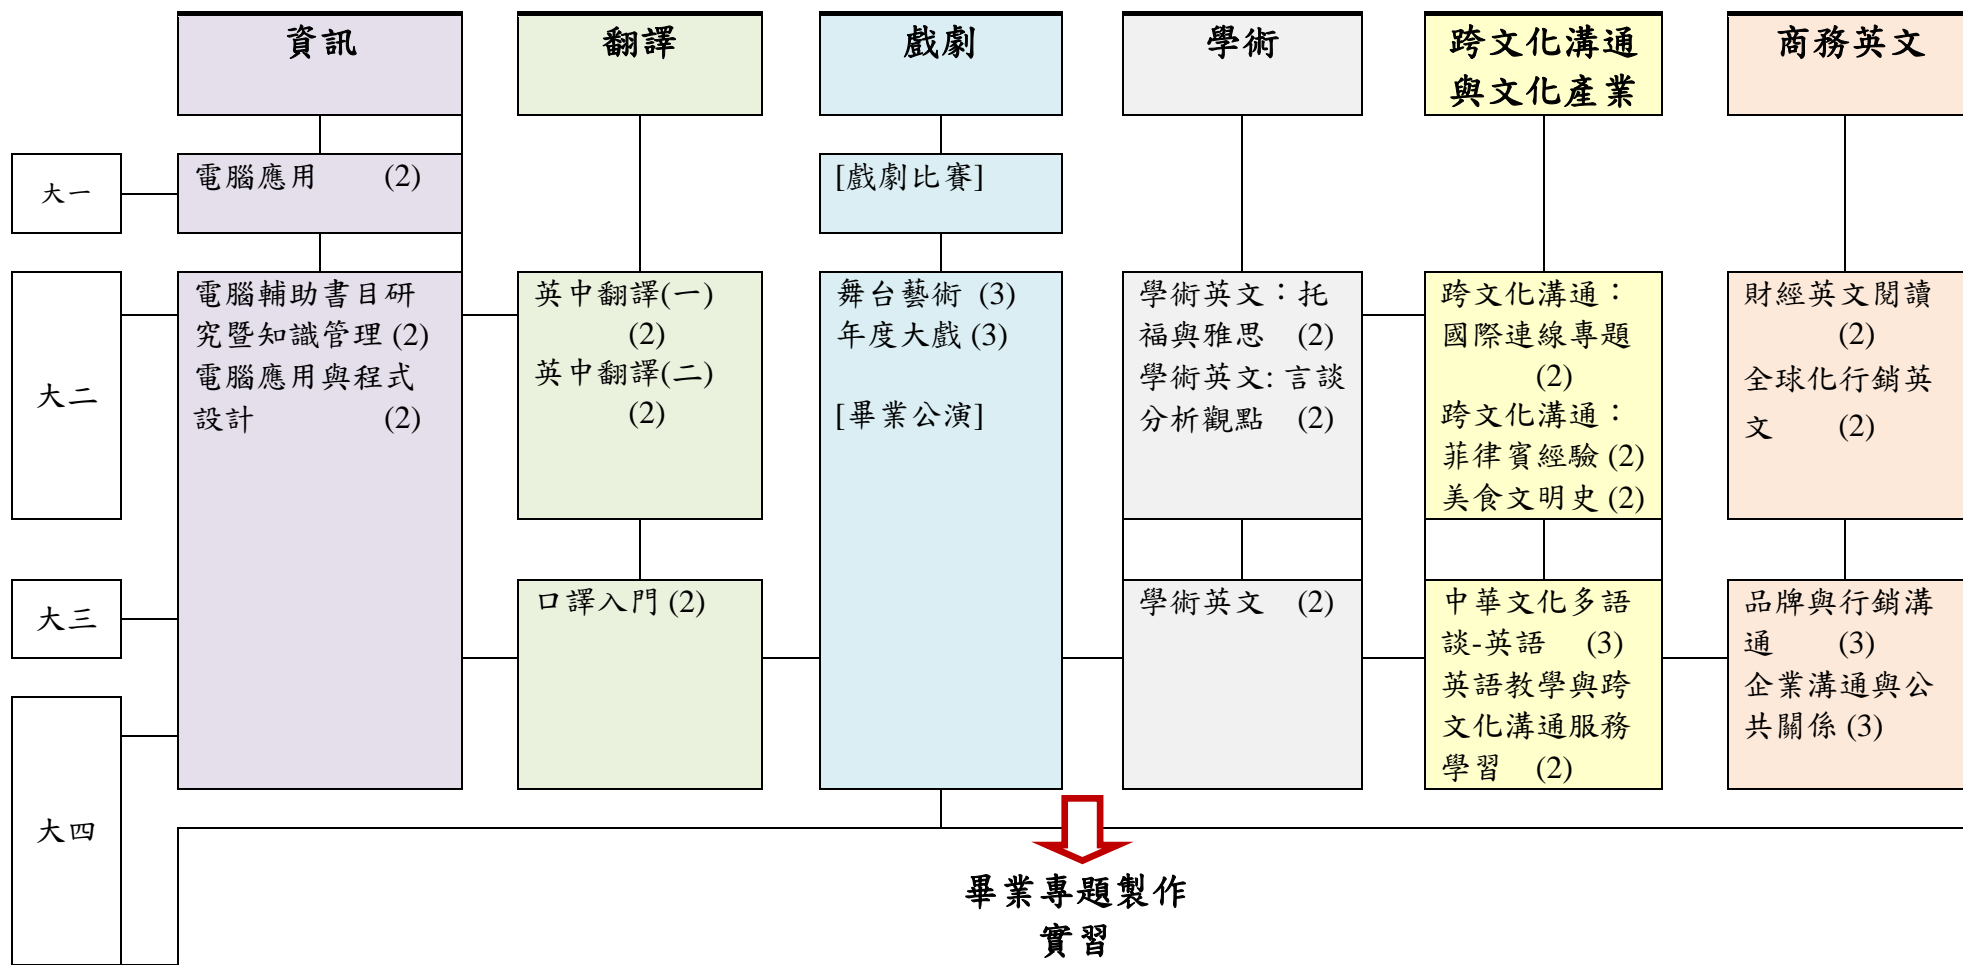 資訊
翻譯
戲劇
學術
跨文化溝通
與文化產業
商務英文
大一
電腦應用 (2)
[戲劇比賽]
大二
電腦輔助書目研
究暨知識管理 (2)
電腦應用與程式
設計 (2)
英中翻譯(一)
(2)
英中翻譯(二)
(2)
舞台藝術 (3)
年度大戲 (3)
[畢業公演]
學術英文：托
福與雅思 (2)
學術英文: 言談
分析觀點 (2)
跨文化溝通：
國際連線專題
(2)
跨文化溝通：
菲律賓經驗 (2)
美食文明史 (2)
財經英文閱讀
(2)
全球化行銷英
文 (2)
大三
口譯入門 (2)
學術英文 (2)
中華文化多語
談-英語 (3)
英語教學與跨
文化溝通服務
學習 (2)
品牌與行銷溝
通 (3)
企業溝通與公
共關係 (3)
大四
畢業專題製作
實習